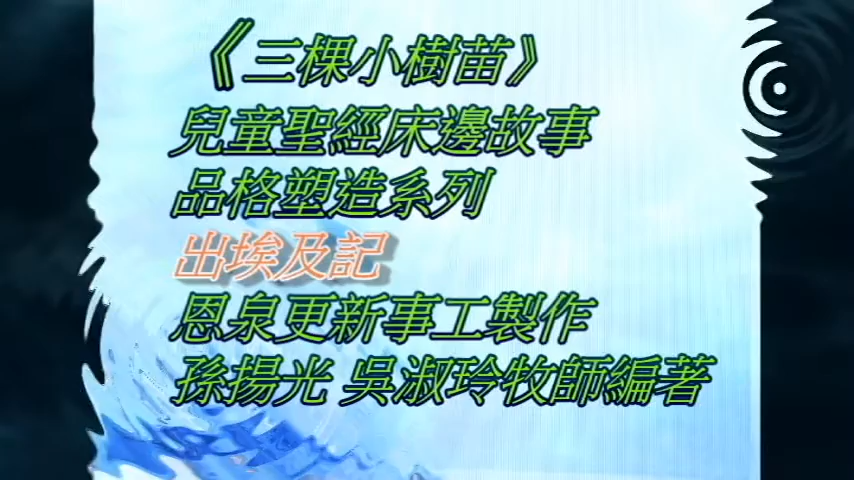 《三棵小樹苗》
兒童聖經床邊故事
品格塑造系列
出埃及記
恩泉更新事工製作
孫揚光 吳淑玲牧師編著